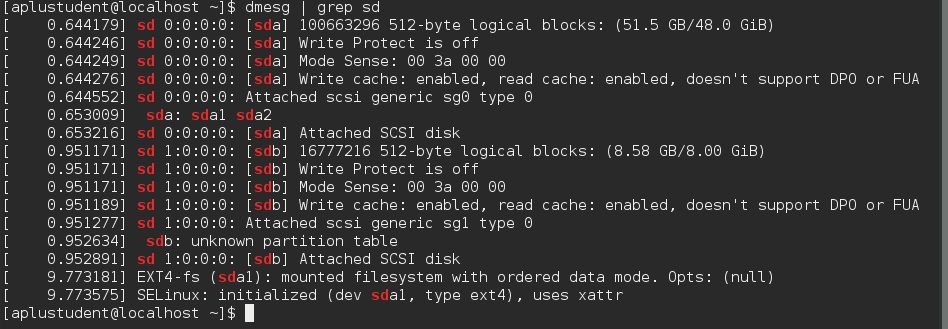 [aplustudent@localhost ~]$ dmesg | grep sd
[    0.644179] sd 0:0:0:0: [sda] 100663296 512-byte logical blocks: (51.5 GB/48.0 GiB)
[    0.644246] sd 0:0:0:0: [sda] Write Protect is off
[    0.644249] sd 0:0:0:0: [sda] Mode Sense: 00 3a 00 00
[    0.644276] sd 0:0:0:0: [sda] Write cache: enabled, read cache: enabled, doesn't support DPO or FUA
[    0.644552] sd 0:0:0:0: Attached scsi generic sg0 type 0
[    0.653009]  sda: sda1 sda2
[    0.653216] sd 0:0:0:0: [sda] Attached SCSI disk
[    0.951171] sd 1:0:0:0: [sdb] 16777216 512-byte logical blocks: (8.58 GB/8.00 GiB)
[    0.951171] sd 1:0:0:0: [sdb] Write Protect is off
[    0.951171] sd 1:0:0:0: [sdb] Mode Sense: 00 3a 00 00
[    0.951189] sd 1:0:0:0: [sdb] Write cache: enabled, read cache: enabled, doesn't support DPO or FUA
[    0.951277] sd 1:0:0:0: Attached scsi generic sg1 type 0
[    0.952634]  sdb: unknown partition table
[    0.952891] sd 1:0:0:0: [sdb] Attached SCSI disk
[    9.773181] EXT4-fs (sda1): mounted filesystem with ordered data mode. Opts: (null)
[    9.773575] SELinux: initialized (dev sda1, type ext4), uses xattr
[aplustudent@localhost ~]$